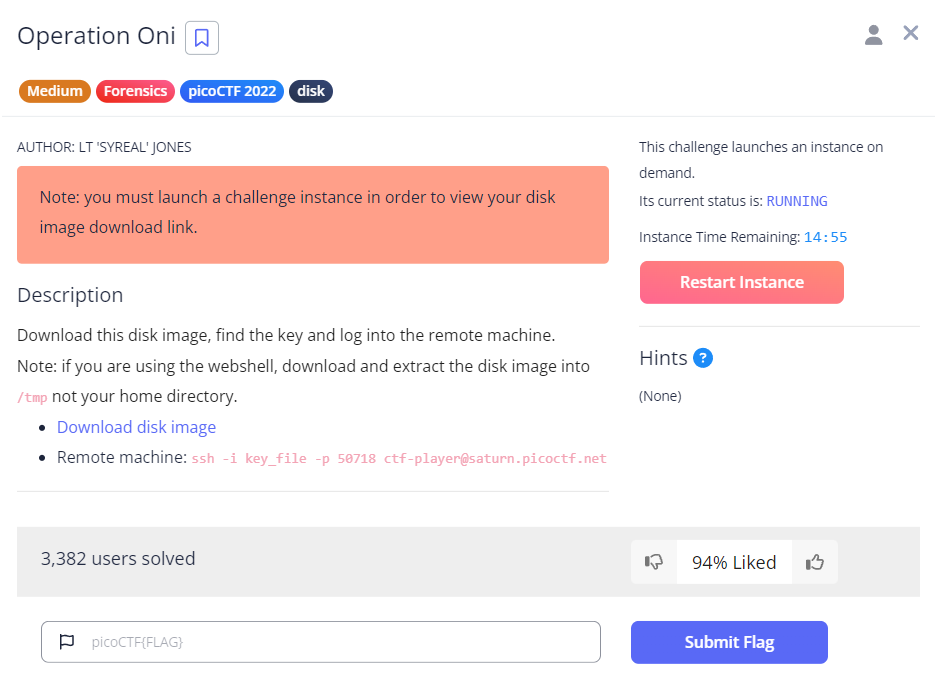 Operation Oni
Medium Forensics picoCTF 2022 disk
AUTHOR: LT 'SYREAL' JONES
Note: you must launch a challenge instance in order to view your disk
image download link.
Description
Download this disk image, find the key and log into the remote machine.
Note: if you are using the webshell, download and extract the disk image into
/tmp not your home directory.
Download disk image
Remote machine: ssh -i key_file -p 50718 ctf-player@saturn.picoctf.net
This challenge launches an instance on
demand.
Its current status is: RUNNING
Instance Time Remaining: 14:55
Restart Instance
Hints ?
(None)
3,382 users solved
94% Liked
picoCTF{FLAG}
Submit Flag